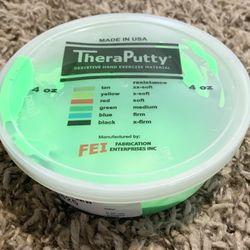 MADE IN USA
TheraPutty®
RESISTIVE HAND EXERCISE MATERIAL
4 oz
4 oz
resistance
tan xx-soft
yellow x-soft
red soft
green medium
blue firm
black x-firm
Manufactured by:
FEI FABRICATION
ENTERPRISES INC